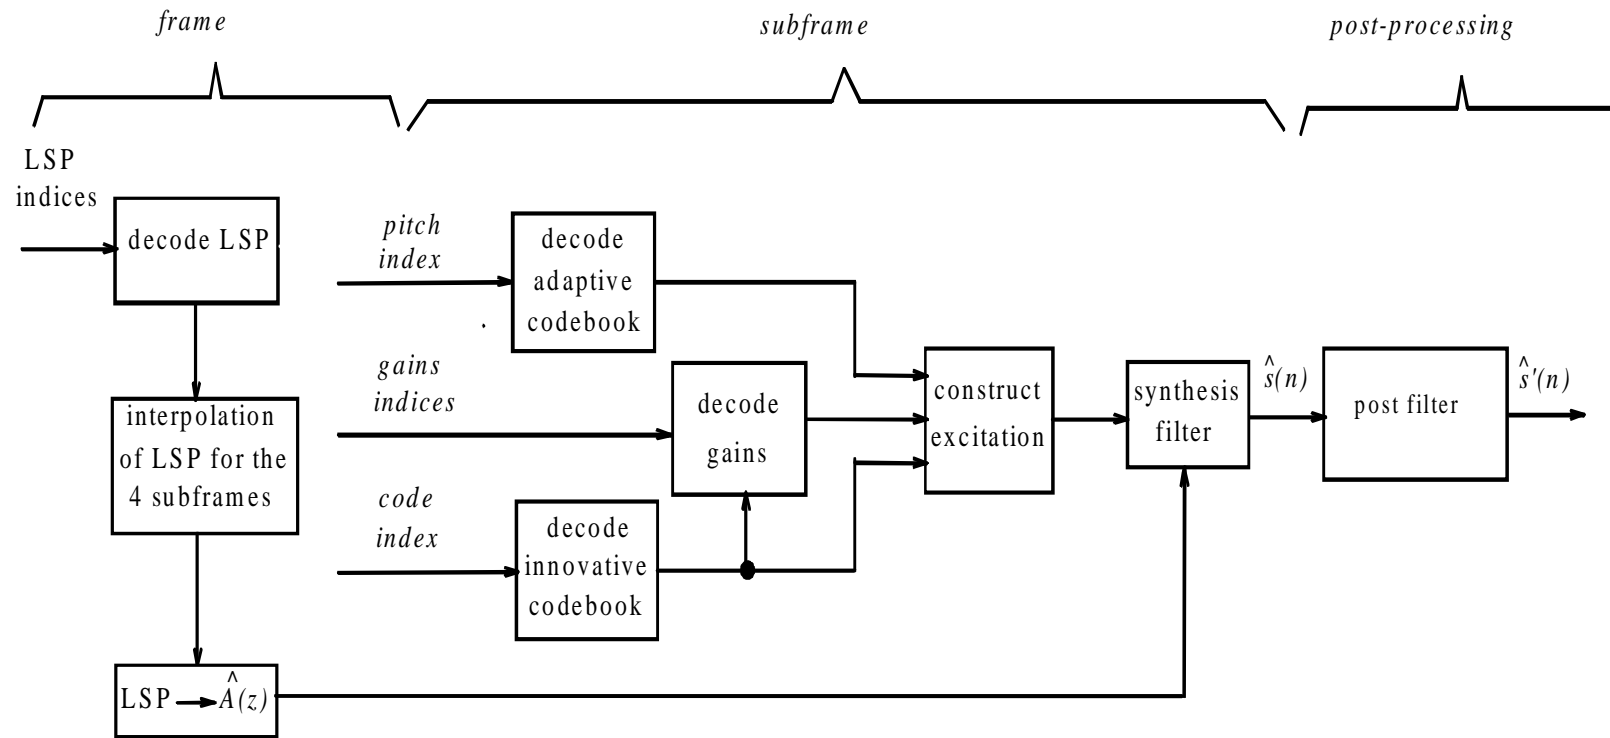 frame
subframe
post-processing
LSP
indices
decode LSP
interpolation
of LSP for the
4 subframes
LSP → Â(z)
pitch
index
decode
adaptive
codebook
gains
indices
decode
gains
code
index
decode
innovative
codebook
construct
excitation
synthesis
filter
ŝ(n)
post filter
ŝ'(n)